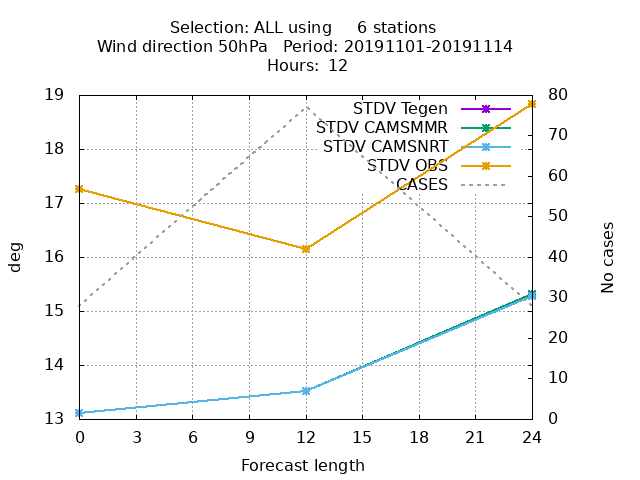 Selection: ALL using     6 stations
Wind direction 50hPa   Period: 20191101-20191114
Hours: 12
19
18
17
16
15
14
13
deg
80
70
60
50
40
30
20
10
0
No cases
STDV Tegen
STDV CAMSMMR
STDV CAMSNRT
STDV OBS
CASES
0 3 6 9 12 15 18 21 24
Forecast length